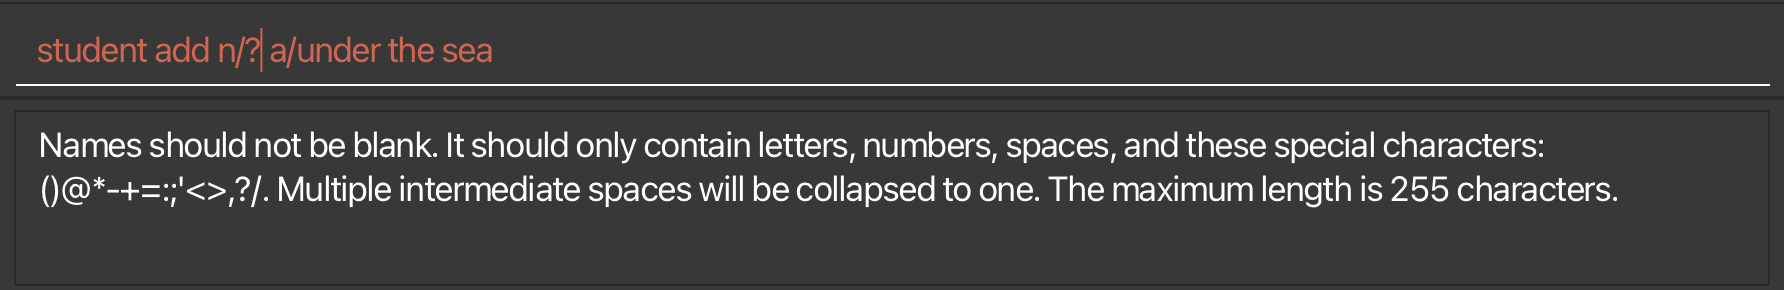 student add n/? a/under the sea
Names should not be blank. It should only contain letters, numbers, spaces, and these special characters:
()@*-+=:;'<>,?/. Multiple intermediate spaces will be collapsed to one. The maximum length is 255 characters.